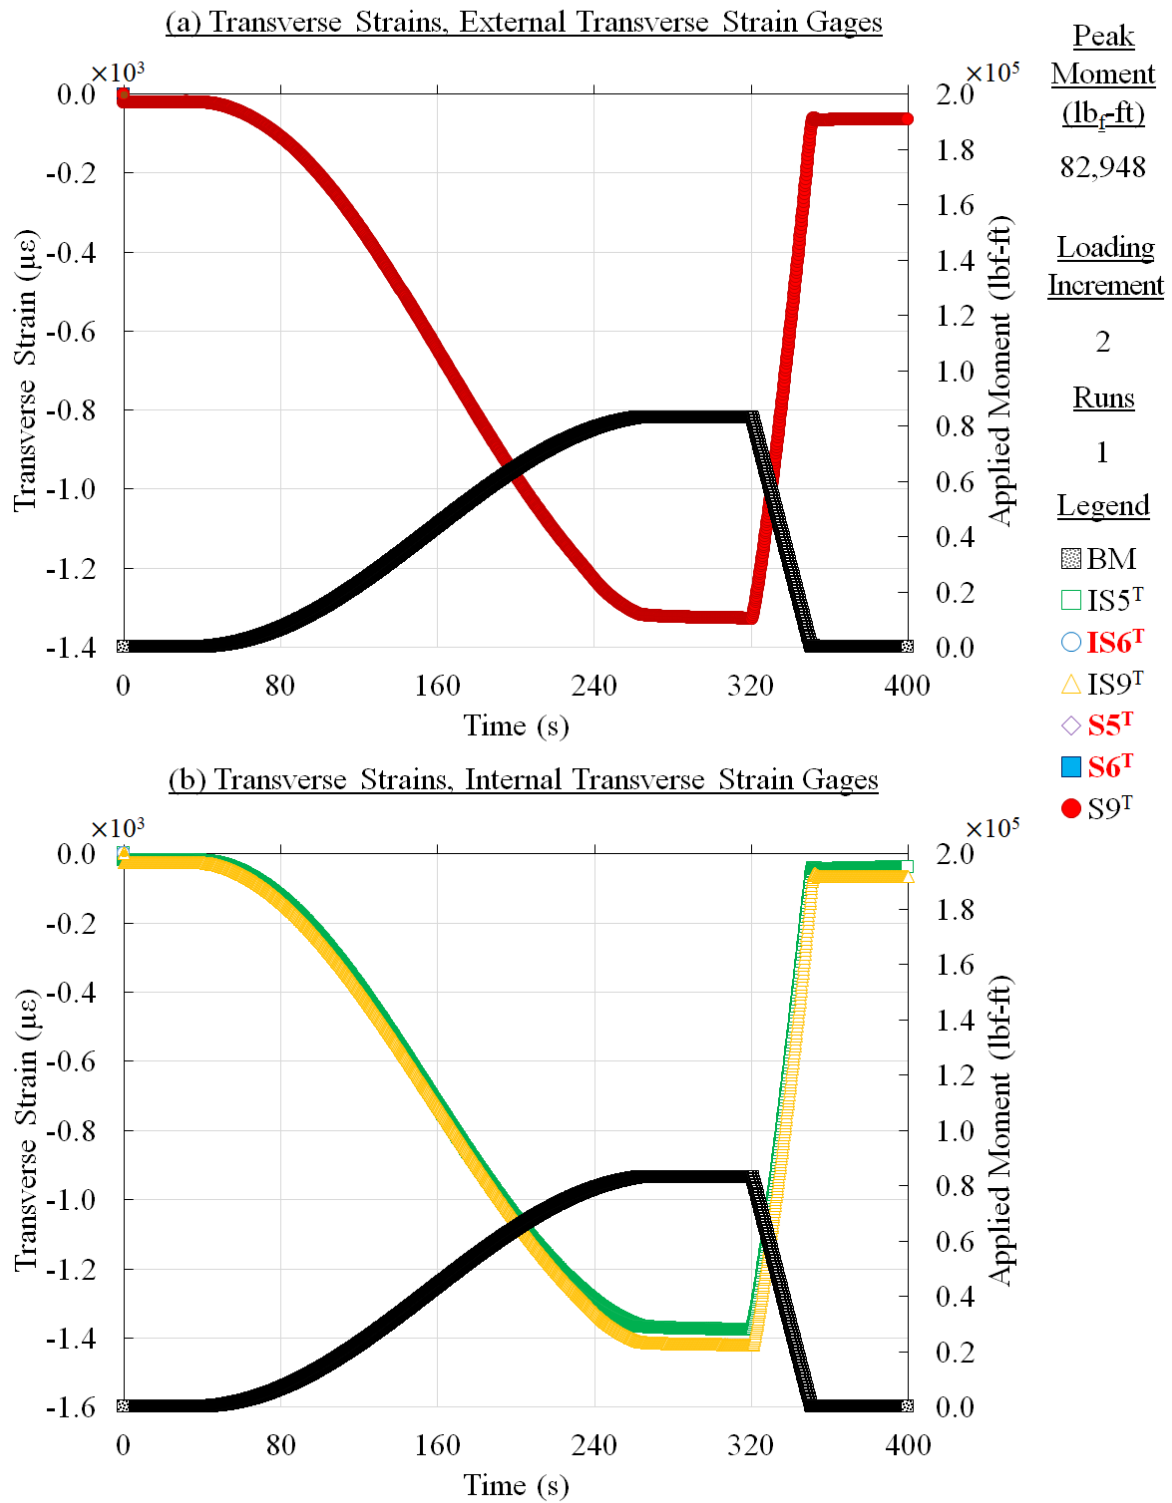 (a) Transverse Strains, External Transverse Strain Gages
×10³ ×10⁵
0.0 2.0
1.8
-0.2
1.6
-0.4
1.4
-0.6 1.2
1.0
-0.8
0.8
-1.0 0.6
0.4
-1.2
0.2
-1.4 0.0
Transverse Strain (με)
Applied Moment (lbf-ft)
0 80 160 240 320 400
Time (s)
Peak
Moment
(lb_f-ft)
82,948
Loading
Increment
2
Runs
1
Legend
BM
IS5ᵀ
IS6ᵀ
IS9ᵀ
S5ᵀ
S6ᵀ
S9ᵀ
(b) Transverse Strains, Internal Transverse Strain Gages
×10³ ×10⁵
0.0 2.0
-0.2 1.8
1.6
-0.4 1.4
-0.6 1.2
-0.8 1.0
-1.0 0.8
0.6
-1.2 0.4
-1.4 0.2
-1.6 0.0
Transverse Strain (με)
Applied Moment (lbf-ft)
0 80 160 240 320 400
Time (s)